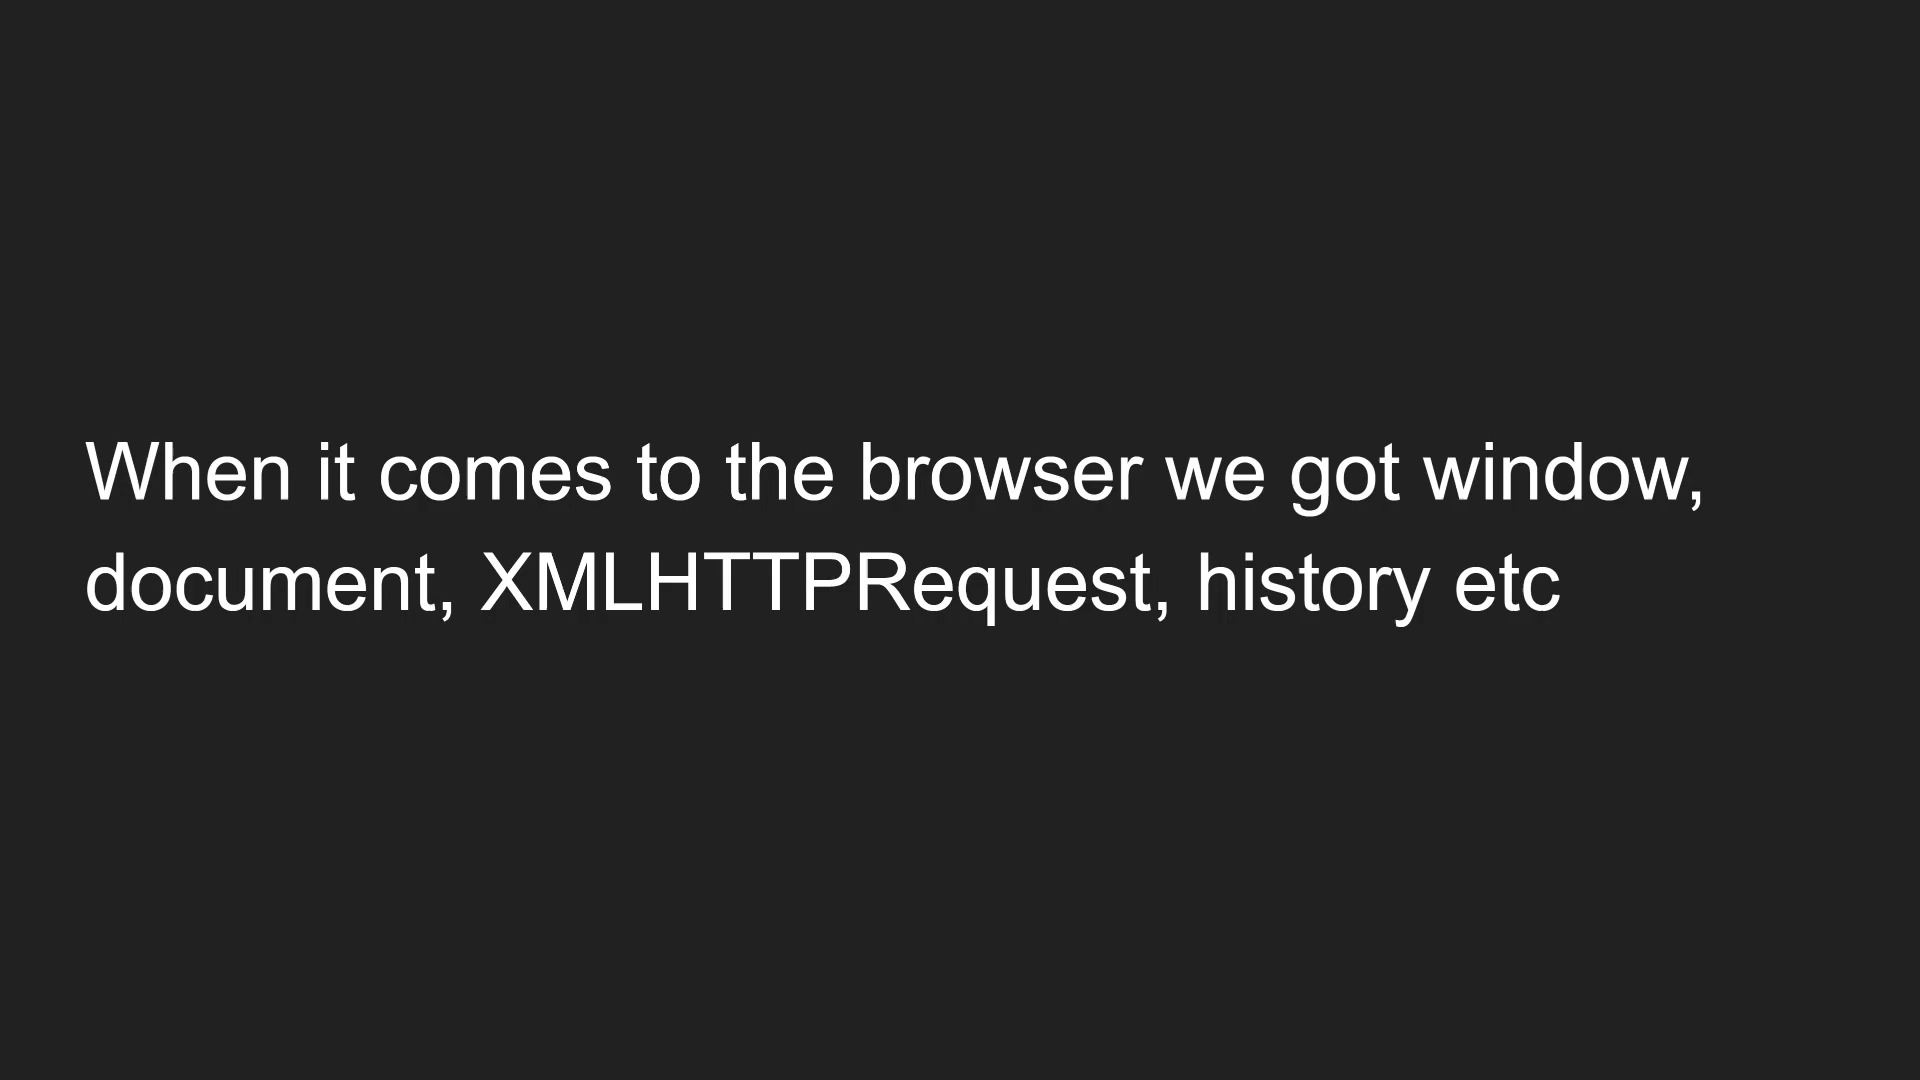 When it comes to the browser we got window,
document, XMLHTTPRequest, history etc